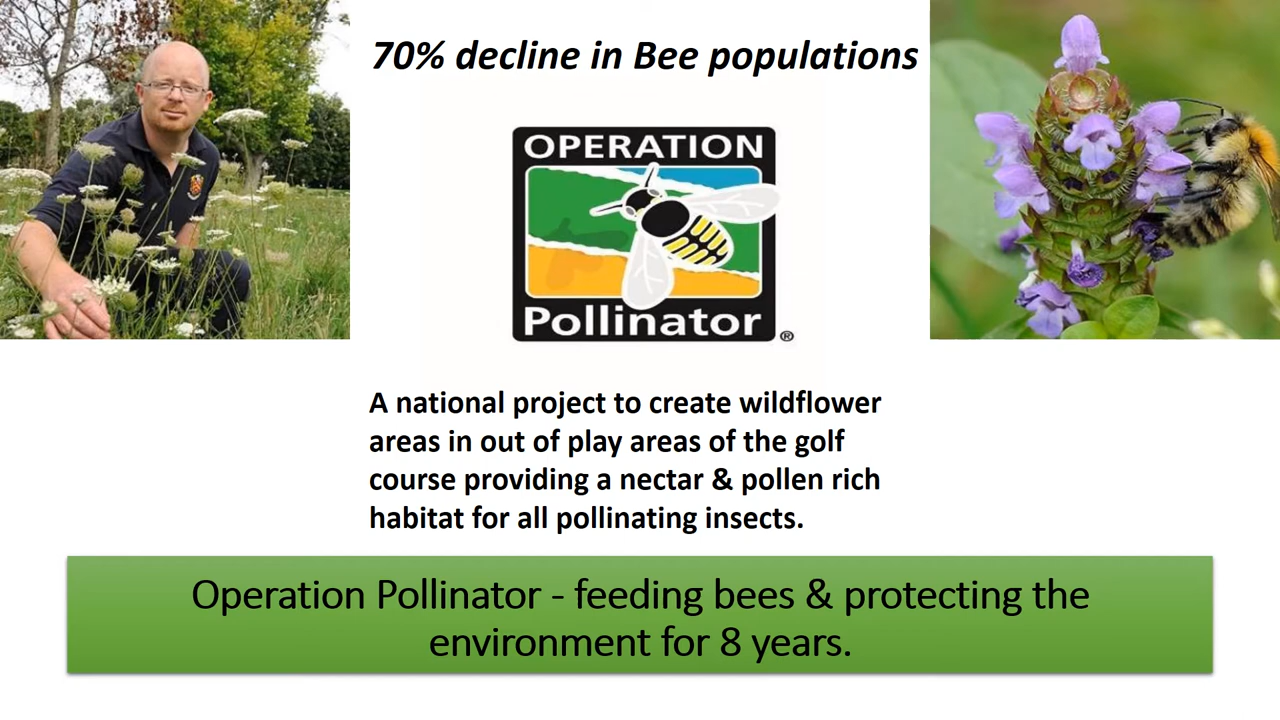 70% decline in Bee populations
OPERATION
Pollinator
®
A national project to create wildflower
areas in out of play areas of the golf
course providing a nectar & pollen rich
habitat for all pollinating insects.
Operation Pollinator - feeding bees & protecting the
environment for 8 years.